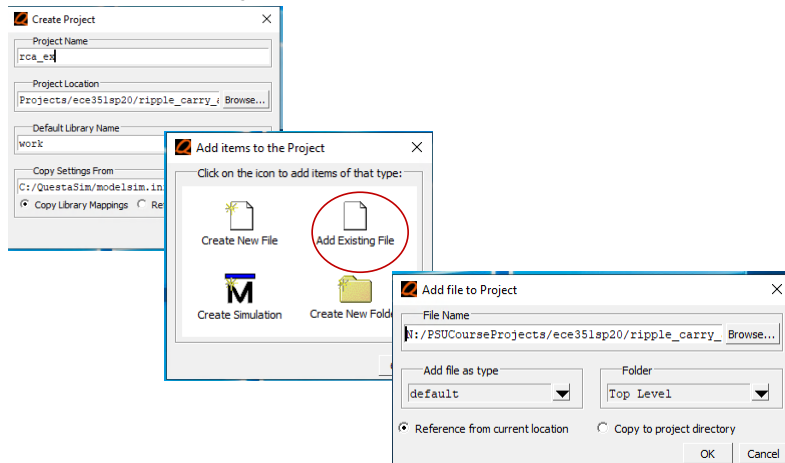 Create Project
Project Name
rca_ex
Project Location
Projects/ece351sp20/ripple_carry_a Browse...
Default Library Name
work
Copy Settings From
C:/QuestaSim/modelsim.in
Copy Library Mappings
Add items to the Project
Click on the icon to add items of that type:
Create New File Add Existing File
Create Simulation Create New Folde
Add file to Project
File Name
N:/PSUCourseProjects/ece351sp20/ripple_carry_ Browse...
Add file as type Folder
default Top Level
Reference from current location Copy to project directory
OK Cancel